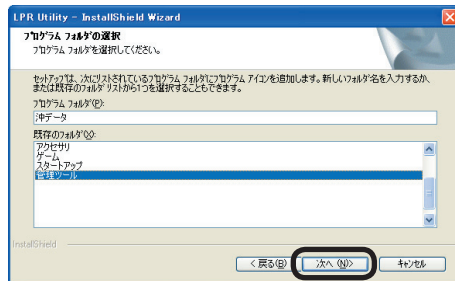 LPR Utility - InstallShield Wizard
プログラム フォルダの選択
プログラム フォルダを選択してください。
セットアップは、次にリストされているプログラム フォルダにプログラム アイコンを追加します。新しいフォルダ名を入力するか、
または既存のフォルダ リストから1つを選択することもできます。
プログラム フォルダ(P):
沖データ
既存のフォルダ(X):
アクセサリ
ゲーム
スタートアップ
管理ツール
InstallShield
< 戻る(B)
次へ (N)>
キャンセル